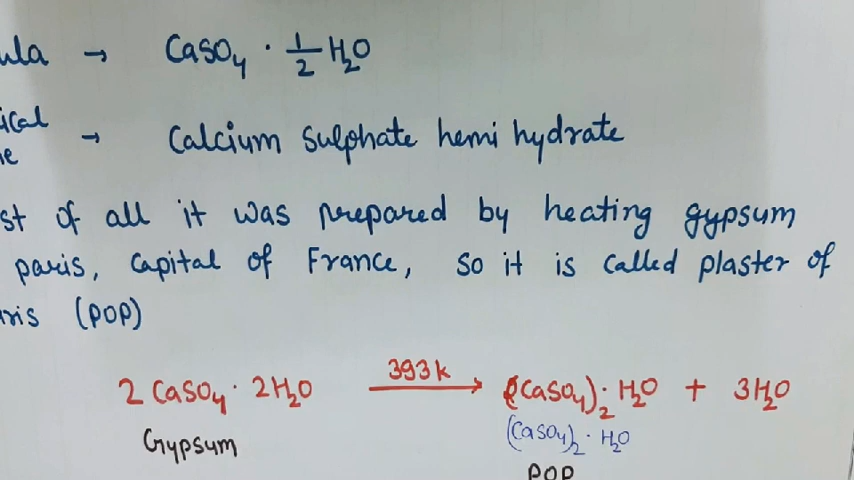 ula → CaSO₄ · 1/2 H₂O
ical
ne → Calcium sulphate hemi hydrate
st of all it was prepared by heating gypsum
paris, capital of France, so it is called plaster of
ris (POP)
2 CaSO₄ · 2H₂O 393k → (CaSO₄)₂ · H₂O + 3H₂O
Gypsum (CaSO₄)₂ · H₂O
POP